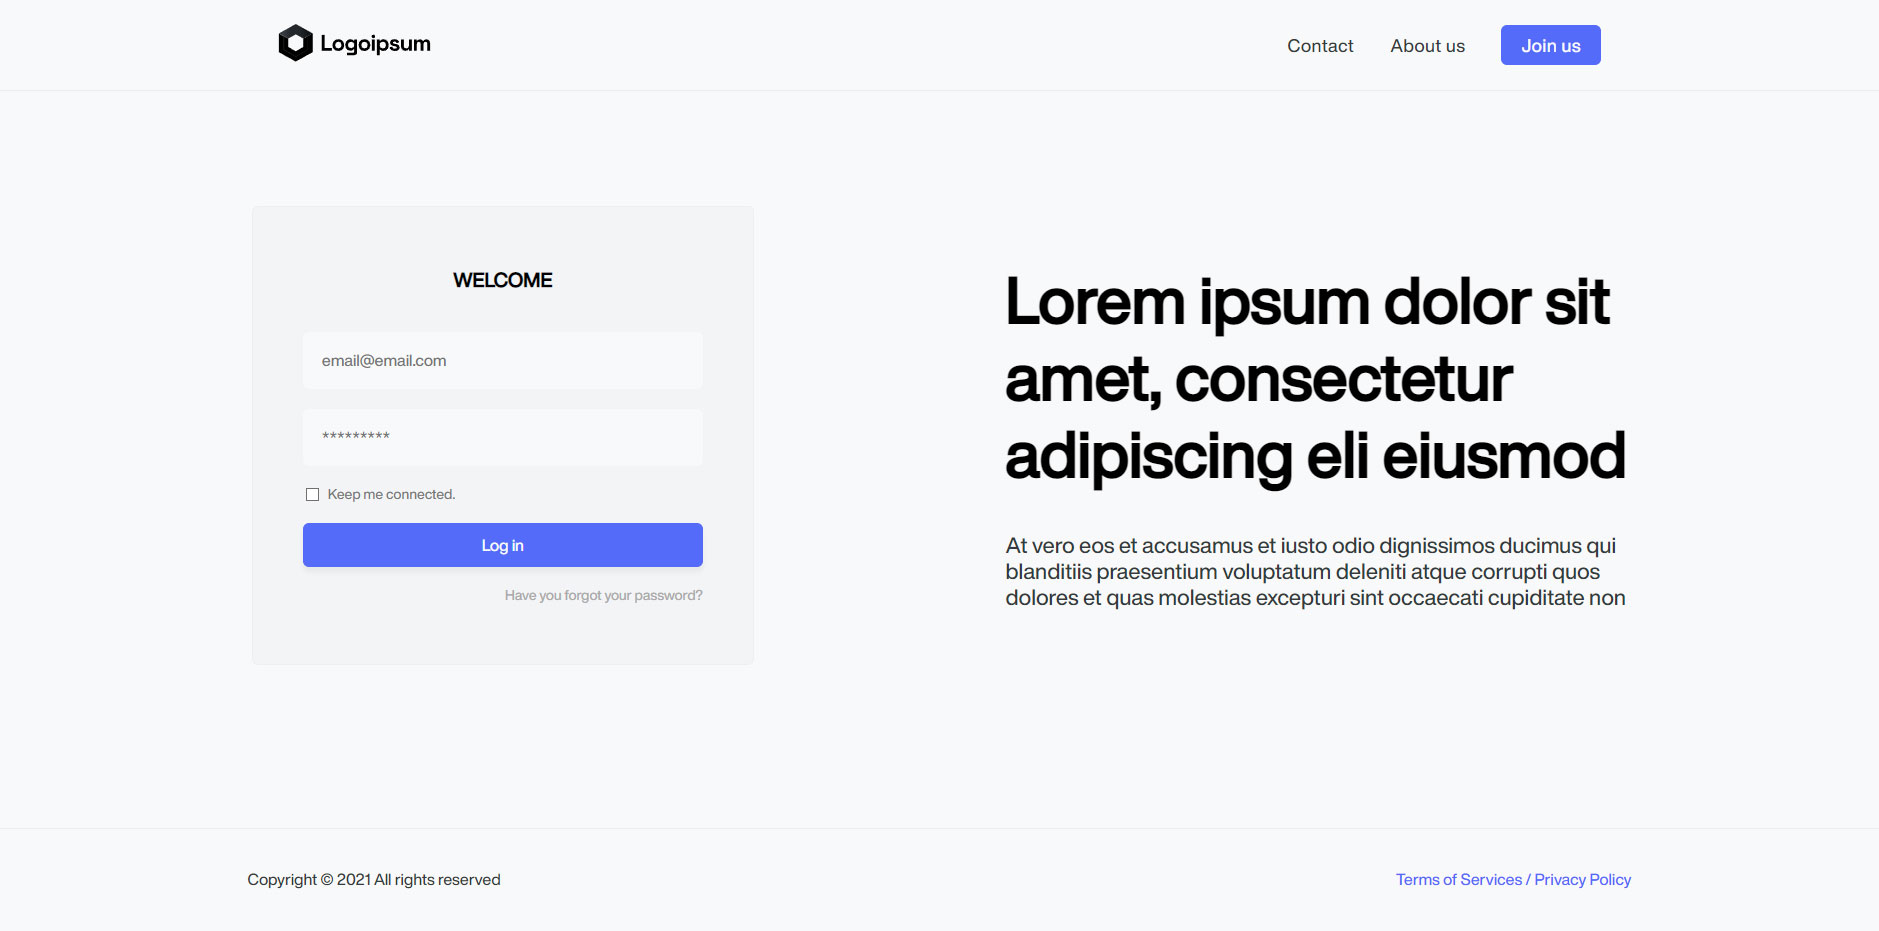 Logoipsum
Contact
About us
Join us
WELCOME
email@email.com
*********
Keep me connected.
Log in
Have you forgot your password?
Lorem ipsum dolor sit
amet, consectetur
adipiscing eli eiusmod
At vero eos et accusamus et iusto odio dignissimos ducimus qui
blanditiis praesentium voluptatum deleniti atque corrupti quos
dolores et quas molestias excepturi sint occaecati cupiditate non
Copyright © 2021 All rights reserved
Terms of Services / Privacy Policy